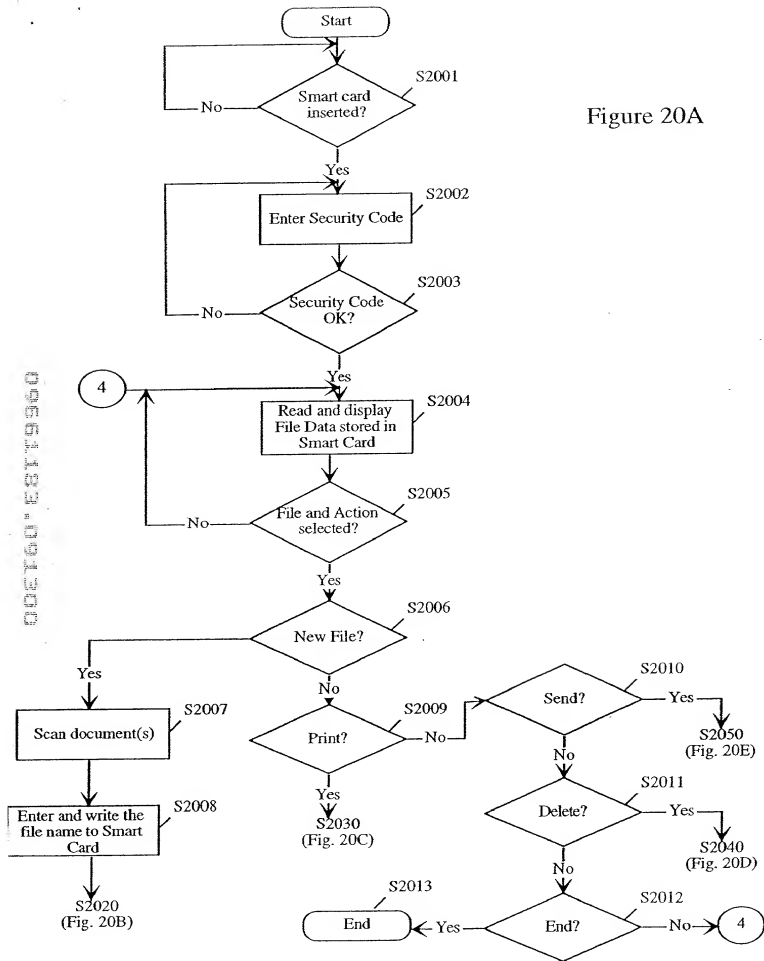 Start
S2001
Smart card
inserted?
No
Figure 20A
Yes
S2002
Enter Security Code
S2003
Security Code
OK?
No
Yes
4
S2004
Read and display
File Data stored in
Smart Card
S2005
File and Action
selected?
No
Yes
S2006
New File?
Yes
No
S2007
Scan document(s)
S2008
Enter and write the
file name to Smart
Card
S2020
(Fig. 20B)
S2009
Print?
No
Yes
S2030
(Fig. 20C)
S2010
Send?
Yes
S2050
(Fig. 20E)
No
S2011
Delete?
Yes
S2040
(Fig. 20D)
No
S2012
End?
No
4
Yes
S2013
End